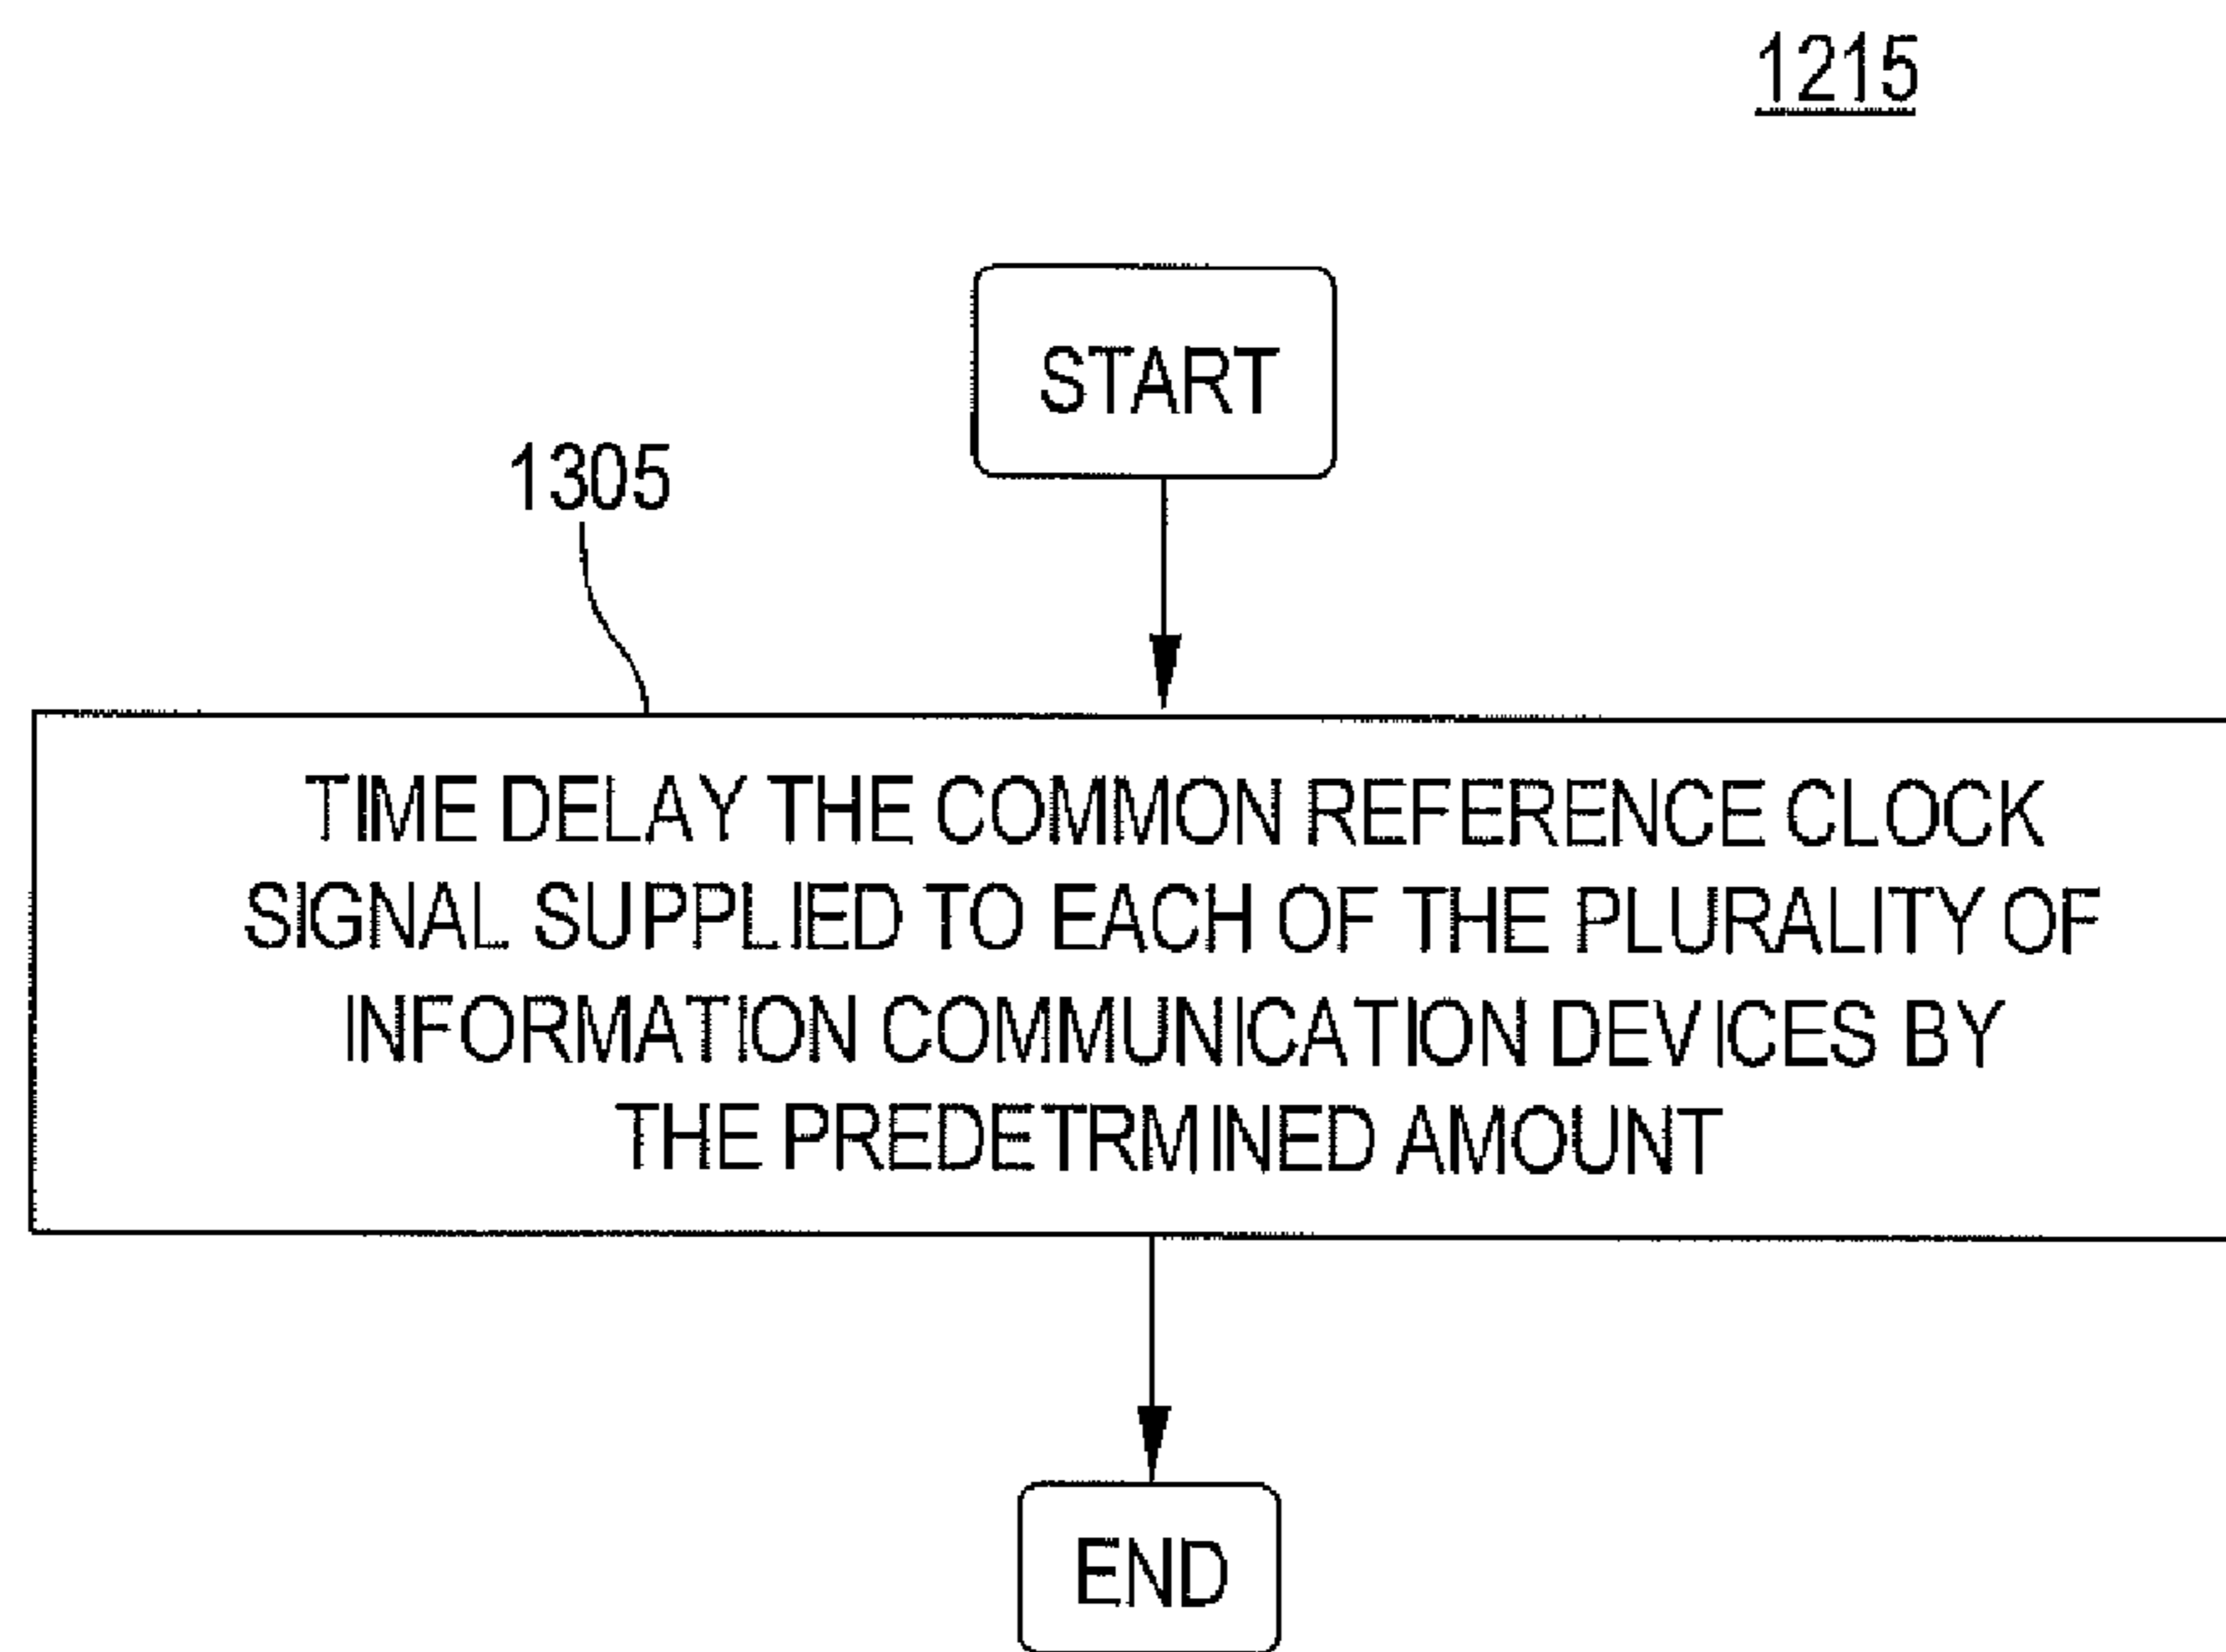 1215
START
1305
TIME DELAY THE COMMON REFERENCE CLOCK
SIGNAL SUPPLIED TO EACH OF THE PLURALITY OF
INFORMATION COMMUNICATION DEVICES BY
THE PREDETRMINED AMOUNT
END